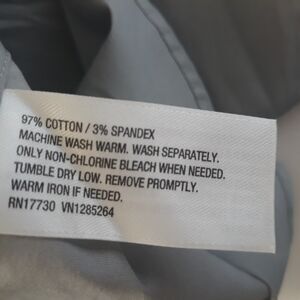 97% COTTON / 3% SPANDEX
MACHINE WASH WARM. WASH SEPARATELY.
ONLY NON-CHLORINE BLEACH WHEN NEEDED.
TUMBLE DRY LOW. REMOVE PROMPTLY.
WARM IRON IF NEEDED.
RN17730 VN1285264